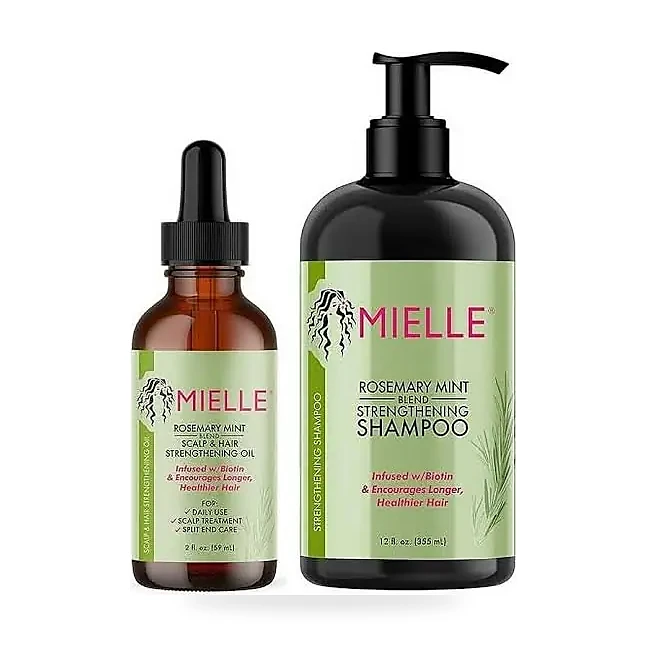 MIELLE
ROSEMARY MINT
BLEND
SCALP & HAIR
STRENGTHENING OIL
Infused w/Biotin
& Encourages Longer,
Healthier Hair
FOR:
✓ DAILY USE
✓ SCALP TREATMENT
✓ SPLIT END CARE
2 fl. oz. (59 mL)
SCALP & HAIR STRENGTHENING OIL
MIELLE®
ROSEMARY MINT
BLEND
STRENGTHENING
SHAMPOO
Infused w/Biotin
& Encourages Longer,
Healthier Hair
12 fl. oz. (355 mL)
STRENGTHENING SHAMPOO